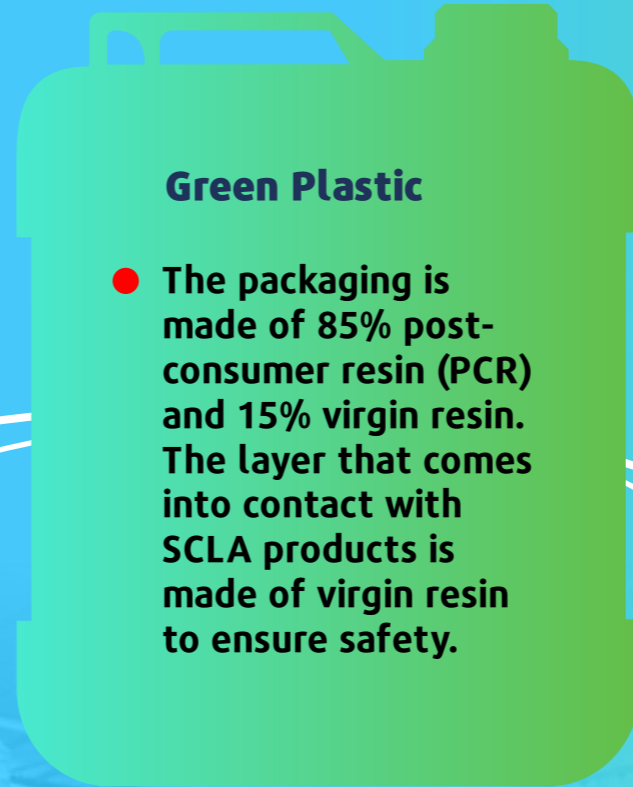 Green Plastic
The packaging is
made of 85% post-
consumer resin (PCR)
and 15% virgin resin.
The layer that comes
into contact with
SCLA products is
made of virgin resin
to ensure safety.